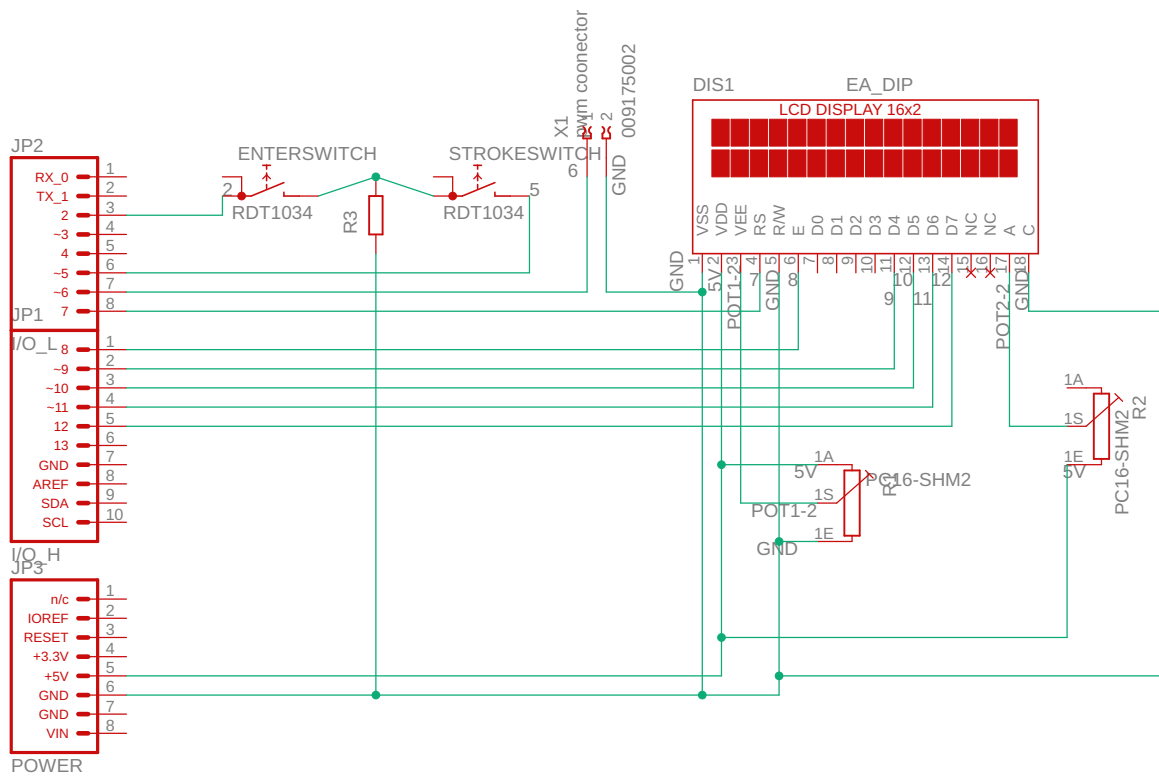 JP2
RX_0 1
TX_1 2
2 3
~3 4
4 5
~5 6
~6 7
7 8
JP1
I/O_L
8 1
~9 2
~10 3
~11 4
12 5
13 6
GND 7
AREF 8
SDA 9
SCL 10
I/O_H
JP3
n/c 1
IOREF 2
RESET 3
+3.3V 4
+5V 5
GND 6
GND 7
VIN 8
POWER
ENTERSWITCH
2
RDT1034
R3
STROKESWITCH
5
RDT1034
X1
pwm coonector
1
2
009175002
6
GND
DIS1
EA_DIP
LCD DISPLAY 16x2
VSS
VDD
VEE
RS
R/W
E
D0
D1
D2
D3
D4
D5
D6
D7
NC
NC
A
C
1
2
3
4
5
6
7
8
9
10
11
12
13
14
15
16
17
18
GND
5V
POT1-2
7
GND
8
9
10
11
12
POT2-2
GND
1A
5V
1S
POT1-2
1E
GND
PC16-SHM2
R1
1A
1S
1E
5V
PC16-SHM2
R2